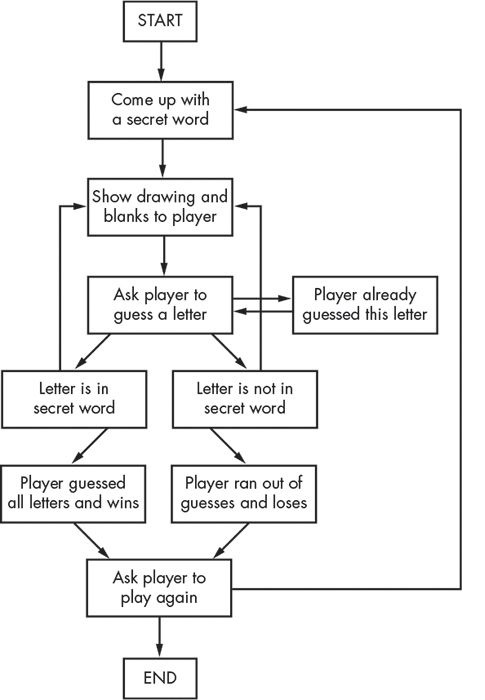 START
Come up with
a secret word
Show drawing and
blanks to player
Ask player to
guess a letter
Player already
guessed this letter
Letter is in
secret word
Letter is not in
secret word
Player guessed
all letters and wins
Player ran out of
guesses and loses
Ask player to
play again
END